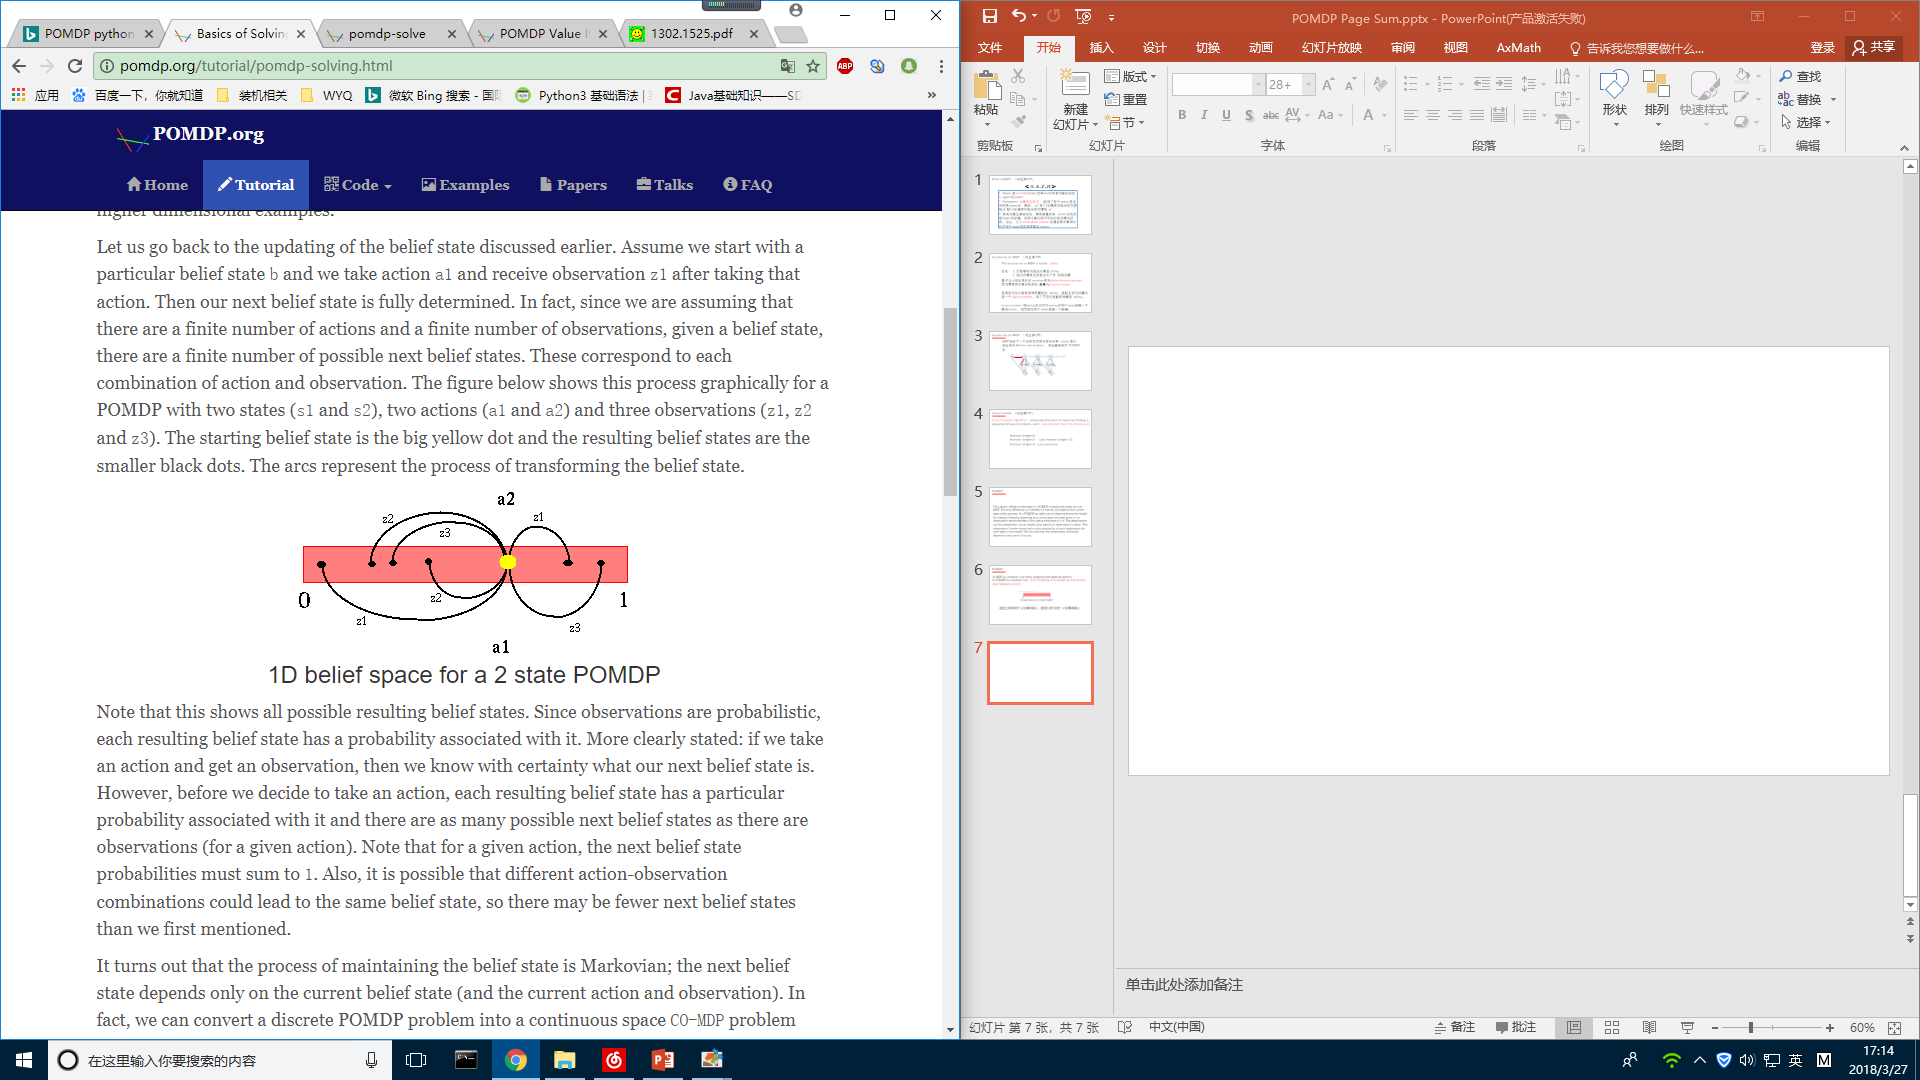 POMDP python
Basics of Solving
pomdp-solve
POMDP Value I
1302.1525.pdf
pomdp.org/tutorial/pomdp-solving.html
ABP
应用
百度一下，你就知道
装机相关
WYQ
微软 Bing 搜索 - 国
Python3 基础语法 |
Java基础知识——SD
»
POMDP.org
Home
Tutorial
Code
Examples
Papers
Talks
FAQ
higher dimensional examples.
Let us go back to the updating of the belief state discussed earlier. Assume we start with a
particular belief state b and we take action a1 and receive observation z1 after taking that
action. Then our next belief state is fully determined. In fact, since we are assuming that
there are a finite number of actions and a finite number of observations, given a belief state,
there are a finite number of possible next belief states. These correspond to each
combination of action and observation. The figure below shows this process graphically for a
POMDP with two states (s1 and s2), two actions (a1 and a2) and three observations (z1, z2
and z3). The starting belief state is the big yellow dot and the resulting belief states are the
smaller black dots. The arcs represent the process of transforming the belief state.
a2
z2
z3
z1
0
z1
z2
z3
1
a1
1D belief space for a 2 state POMDP
Note that this shows all possible resulting belief states. Since observations are probabilistic,
each resulting belief state has a probability associated with it. More clearly stated: if we take
an action and get an observation, then we know with certainty what our next belief state is.
However, before we decide to take an action, each resulting belief state has a particular
probability associated with it and there are as many possible next belief states as there are
observations (for a given action). Note that for a given action, the next belief state
probabilities must sum to 1. Also, it is possible that different action-observation
combinations could lead to the same belief state, so there may be fewer next belief states
than we first mentioned.
It turns out that the process of maintaining the belief state is Markovian; the next belief
state depends only on the current belief state (and the current action and observation). In
fact, we can convert a discrete POMDP problem into a continuous space CO-MDP problem
POMDP Page Sum.pptx - PowerPoint(产品激活失败)
文件
开始
插入
设计
切换
动画
幻灯片放映
审阅
视图
AxMath
告诉我您想要做什么...
登录
共享
粘贴
剪贴板
新建
幻灯片
版式
重置
节
幻灯片
28+
B I U S abc AV Aa A
字体
段落
形状
排列
快速样式
绘图
查找
替换
选择
编辑
1
2
3
4
5
6
7
单击此处添加备注
幻灯片 第 7 张，共 7 张
中文(中国)
备注
批注
60%
在这里输入你要搜索的内容
英
M
17:14
2018/3/27